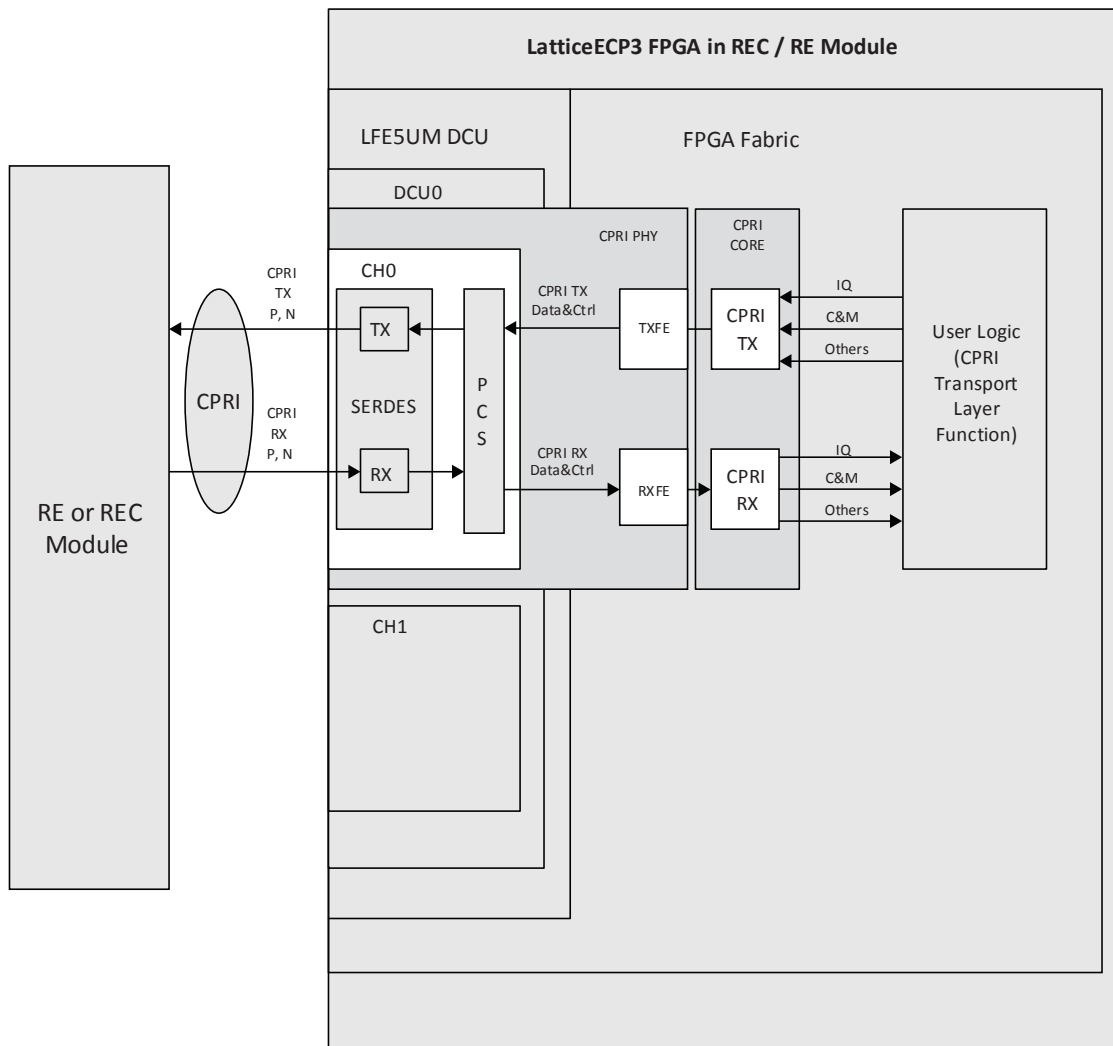 LatticeECP3 FPGA in REC / RE Module
LFE5UM DCU
FPGA Fabric
DCU0
CPRI PHY
CPRI
CORE
CH0
CPRI
TX
P, N
CPRI TX
Data&Ctrl
TX
TXFE
CPRI
TX
IQ
C&M
Others
User Logic
(CPRI
Transport
Layer
Function)
CPRI
SERDES
P
C
S
CPRI
RX
P, N
CPRI RX
Data&Ctrl
RX
RXFE
CPRI
RX
IQ
C&M
Others
RE or REC
Module
CH1